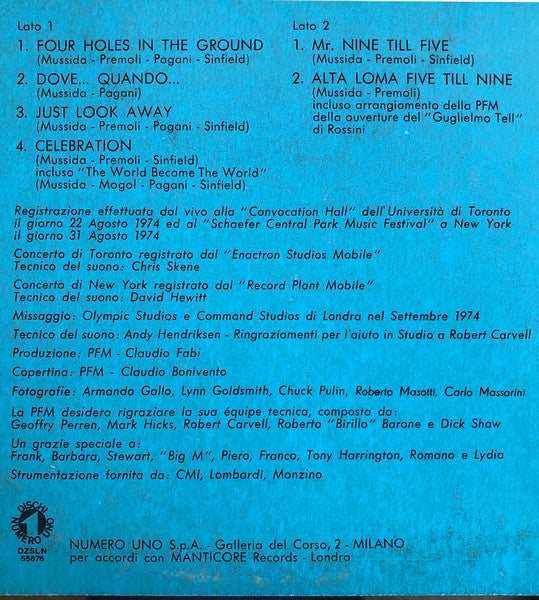 Lato 1
1. FOUR HOLES IN THE GROUND
(Mussida - Premoli - Pagani - Sinfield)
2. DOVE... QUANDO...
(Mussida - Pagani)
3. JUST LOOK AWAY
(Mussida - Premoli - Pagani - Sinfield)
4. CELEBRATION
(Mussida - Premoli - Sinfield)
incluso "The World Became The World"
(Mussida - Mogol - Pagani - Sinfield)
Lato 2
1. Mr. NINE TILL FIVE
(Mussida - Premoli - Pagani - Sinfield)
2. ALTA LOMA FIVE TILL NINE
(Mussida - Premoli)
incluso arrangiamento della PFM
della ouverture del "Guglielmo Tell"
di Rossini
Registrazione effettuata dal vivo alla "Convocation Hall" dell'Università di Toronto
il giorno 22 Agosto 1974 ed al "Schaefer Central Park Music Festival" a New York
il giorno 31 Agosto 1974
Concerto di Toronto registrato dal "Enactron Studios Mobile"
Tecnico del suono: Chris Skene
Concerto di New York registrato dal "Record Plant Mobile"
Tecnico del suono: David Hewitt
Missaggio: Olympic Studios e Command Studios di Londra nel Settembre 1974
Tecnico del suono: Andy Hendriksen - Ringraziamenti per l'aiuto in Studio a Robert Carvell
Produzione: PFM - Claudio Fabi
Copertina: PFM - Claudio Bonivento
Fotografie: Armando Gallo, Lynn Goldsmith, Chuck Pulin, Roberto Masotti, Carlo Massarini
La PFM desidera rigraziare la sua équipe tecnica, composta da:
Geoffry Perren, Mark Hicks, Robert Carvell, Roberto "Birillo" Barone e Dick Shaw
Un grazie speciale a:
Frank, Barbara, Stewart, "Big M", Piero, Franco, Tony Harrington, Romano e Lydia
Strumentazione fornita da: CMI, Lombardi, Monzino
DISCHI
1
NUMERO UNO
DZSLN
55676
NUMERO UNO S.p.A. - Galleria del Corso, 2 - MILANO
per accordi con MANTICORE Records - Londra